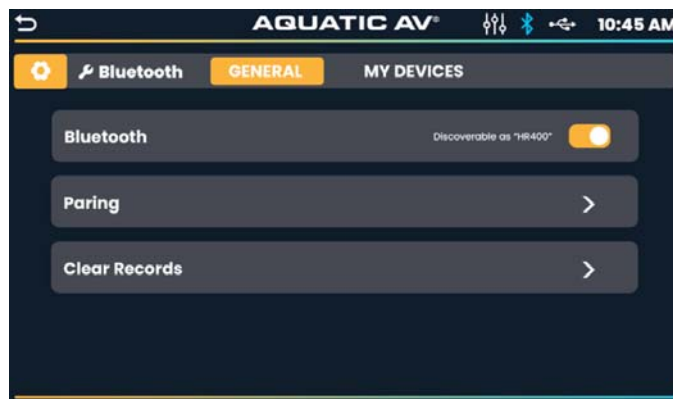 AQUATIC AV® 10:45 AM
Bluetooth GENERAL MY DEVICES
Bluetooth Discoverable as "HR400"
Paring
Clear Records